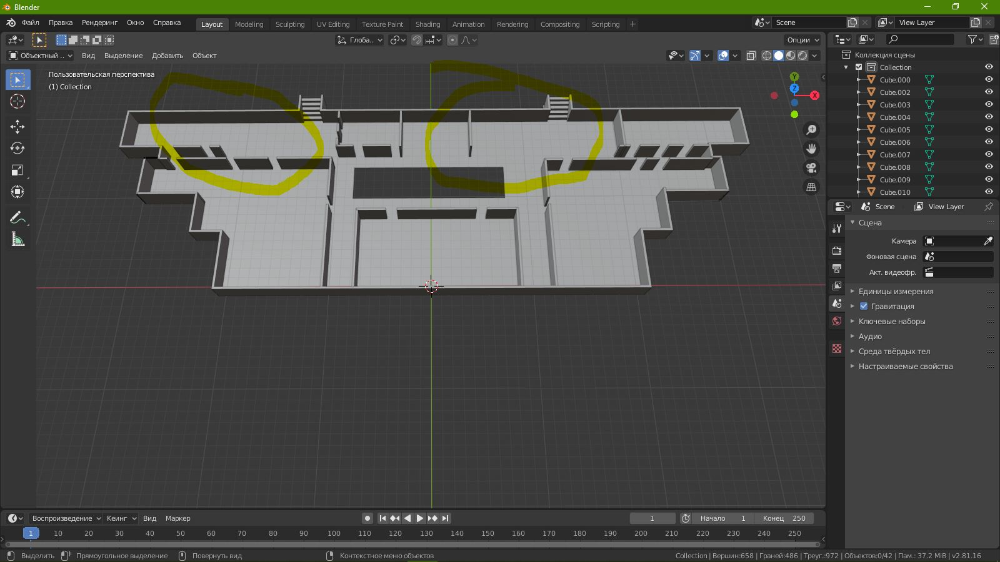 Blender
Файл Правка Рендеринг Окно Справка Layout Modeling Sculpting UV Editing Texture Paint Shading Animation Rendering Compositing Scripting + Scene View Layer
Глоба.. Опции
Объектный .. Вид Выделение Добавить Объект
Пользовательская перспектива
(1) Collection
Y
Z
X
Коллекция сцены
Collection
Cube.000
Cube.002
Cube.003
Cube.004
Cube.005
Cube.006
Cube.007
Cube.008
Cube.009
Cube.010
Scene View Layer
Сцена
Камера
Фоновая сцена
Акт. видеофр.
Единицы измерения
Гравитация
Ключевые наборы
Аудио
Среда твёрдых тел
Настраиваемые свойства
Воспроизведение Кеинг Вид Маркер 1 Начало 1 Конец 250
1 10 20 30 40 50 60 70 80 90 100 110 120 130 140 150 160 170 180 190 200 210 220 230 240 250
Выделить Прямоугольное выделение Повернуть вид Контекстное меню объектов Collection | Вершин:658 | Граней:486 | Треуг.:972 | Объектов:0/42 | Пам.: 37.2 MiB | v2.81.16